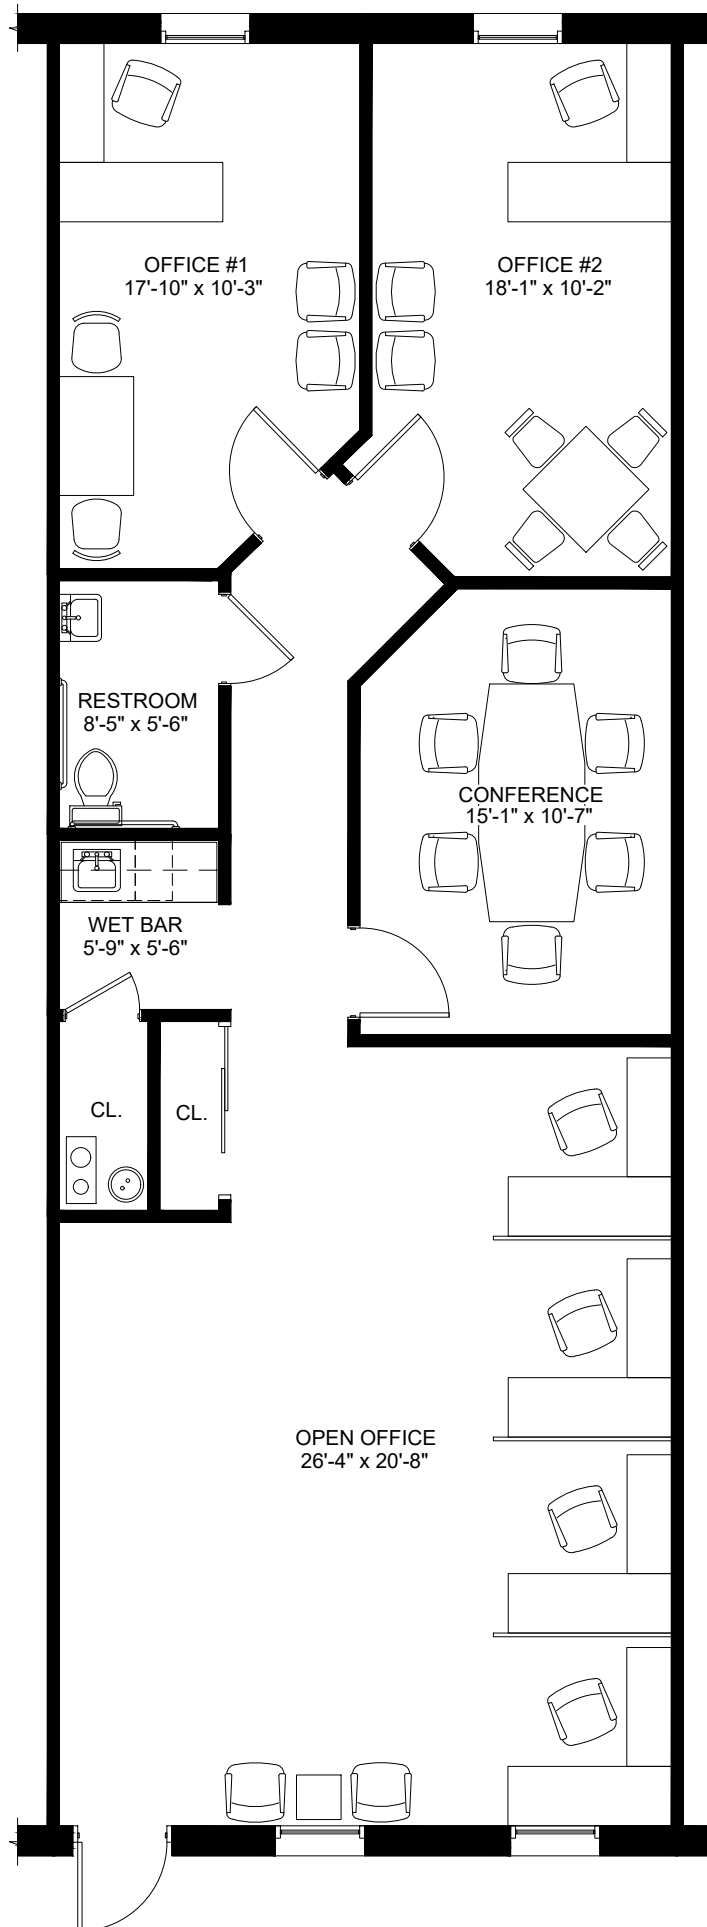 OFFICE #1
17'-10" x 10'-3"
OFFICE #2
18'-1" x 10'-2"
RESTROOM
8'-5" x 5'-6"
CONFERENCE
15'-1" x 10'-7"
WET BAR
5'-9" x 5'-6"
CL.
CL.
OPEN OFFICE
26'-4" x 20'-8"